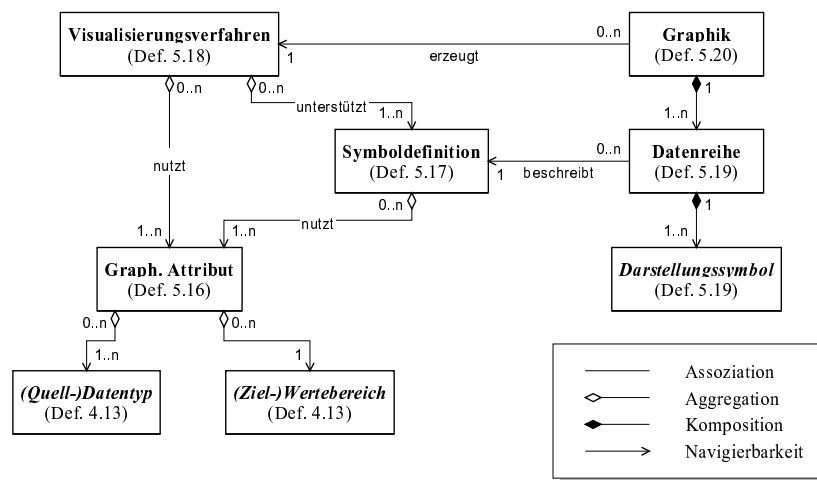 Visualisierungsverfahren
(Def. 5.18)
0..n
Graphik
(Def. 5.20)
1
erzeugt
0..n
0..n
1
unterstützt
1..n
1..n
Symboldefinition
(Def. 5.17)
0..n
Datenreihe
(Def. 5.19)
1
beschreibt
nutzt
0..n
1
nutzt
1..n
1..n
1..n
Graph. Attribut
(Def. 5.16)
Darstellungssymbol
(Def. 5.19)
0..n
0..n
1..n
1
(Quell-)Datentyp
(Def. 4.13)
(Ziel-)Wertebereich
(Def. 4.13)
Assoziation
Aggregation
Komposition
Navigierbarkeit